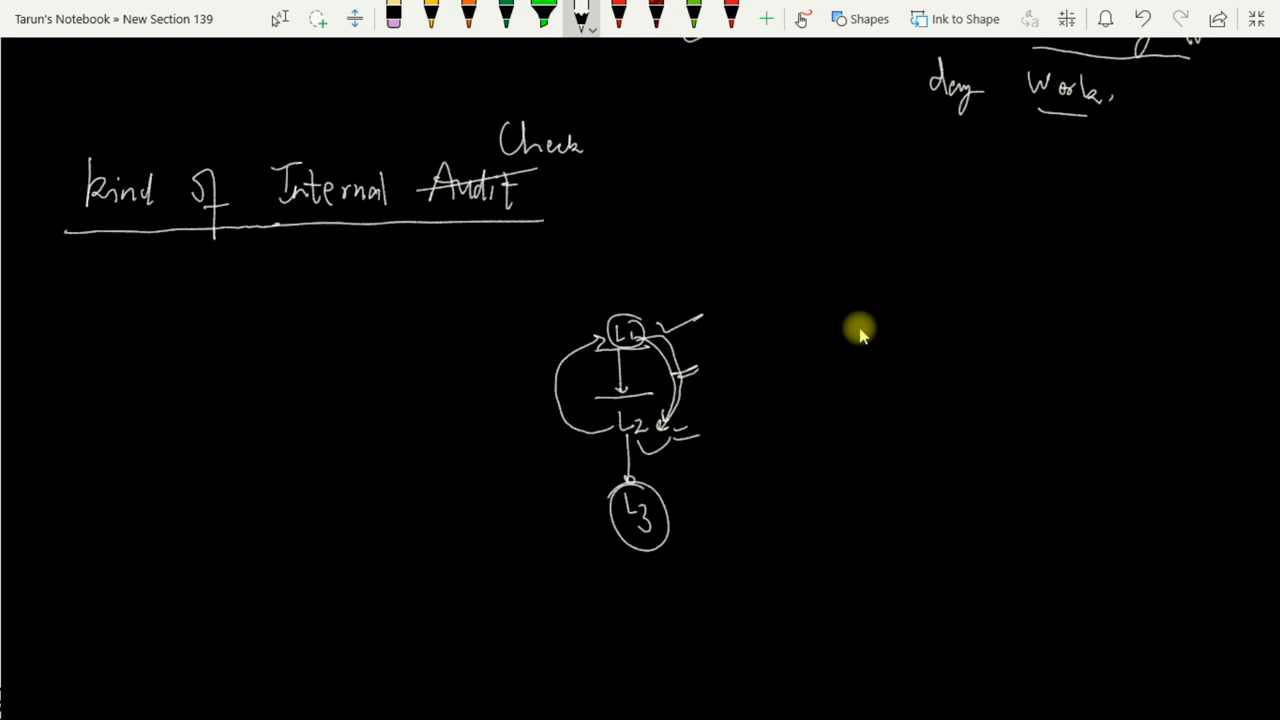 Tarun's Notebook » New Section 139
Shapes
Ink to Shape
day Work.
Check
kind of Internal Audit
L1
L2
L3